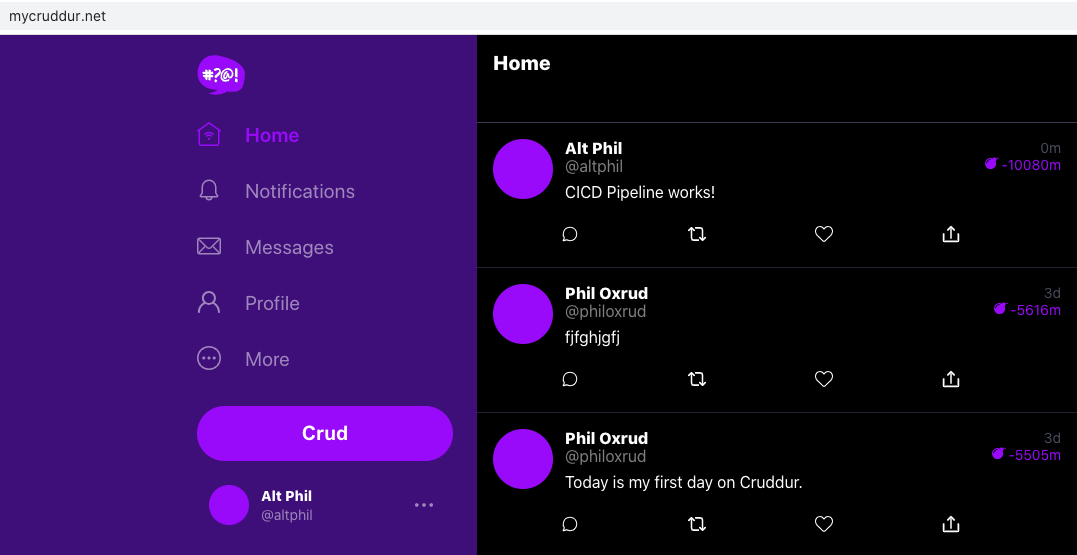 mycruddur.net
#?@!
Home
Notifications
Messages
Profile
More
Crud
Alt Phil
@altphil
Home
Alt Phil
0m
@altphil
-10080m
CICD Pipeline works!
Phil Oxrud
3d
@philoxrud
-5616m
fjfghjgfj
Phil Oxrud
3d
@philoxrud
-5505m
Today is my first day on Cruddur.